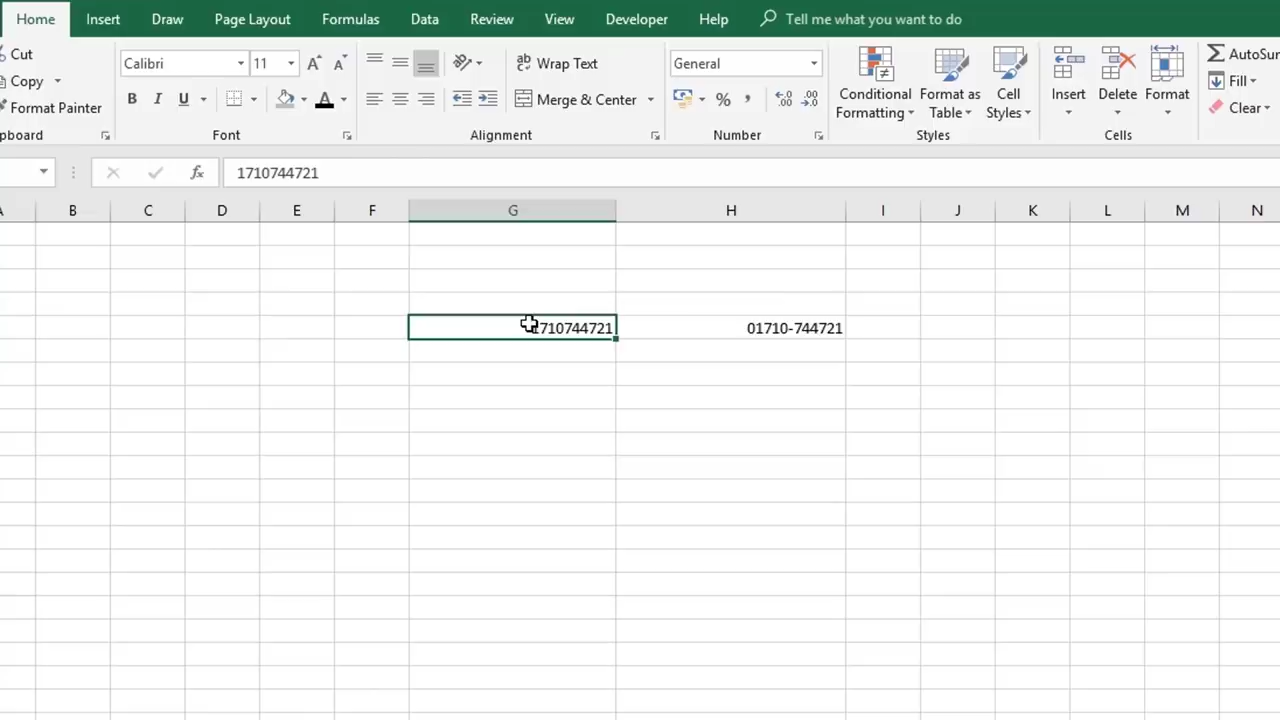 Home Insert Draw Page Layout Formulas Data Review View Developer Help Tell me what you want to do
Cut
Copy
Format Painter
Calibri 11
B I U A
Wrap Text
Merge & Center
General
%
Conditional Formatting
Format as Table
Cell Styles
Insert
Delete
Format
AutoSum
Fill
Clear
pboard Font Alignment Number Styles Cells
fx 1710744721
A B C D E F G H I J K L M N
1710744721 01710-744721